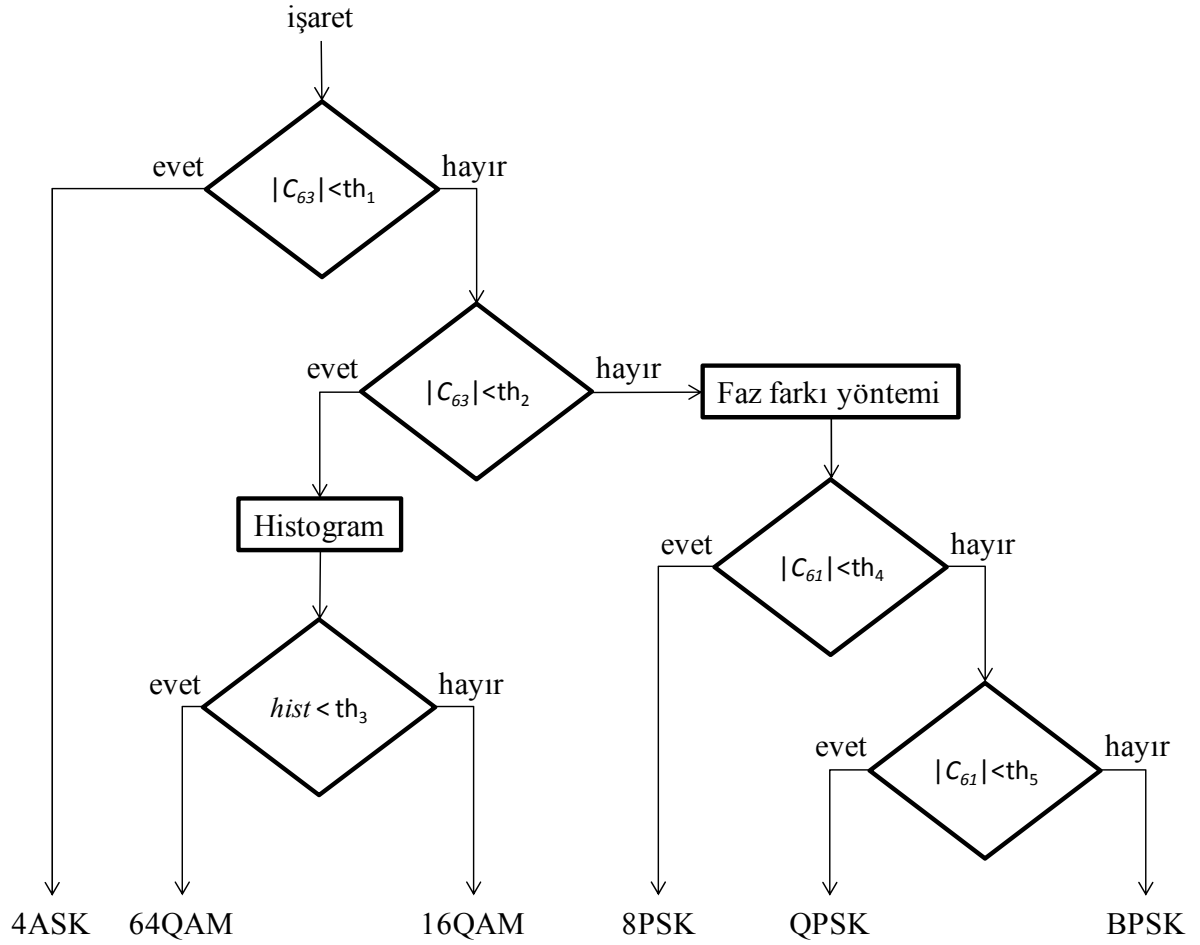 işaret
evet
hayır
|C₆₃|<th₁
evet
hayır
|C₆₃|<th₂
Faz farkı yöntemi
Histogram
evet
hayır
|C₆₁|<th₄
evet
hayır
hist < th₃
evet
hayır
|C₆₁|<th₅
4ASK
64QAM
16QAM
8PSK
QPSK
BPSK